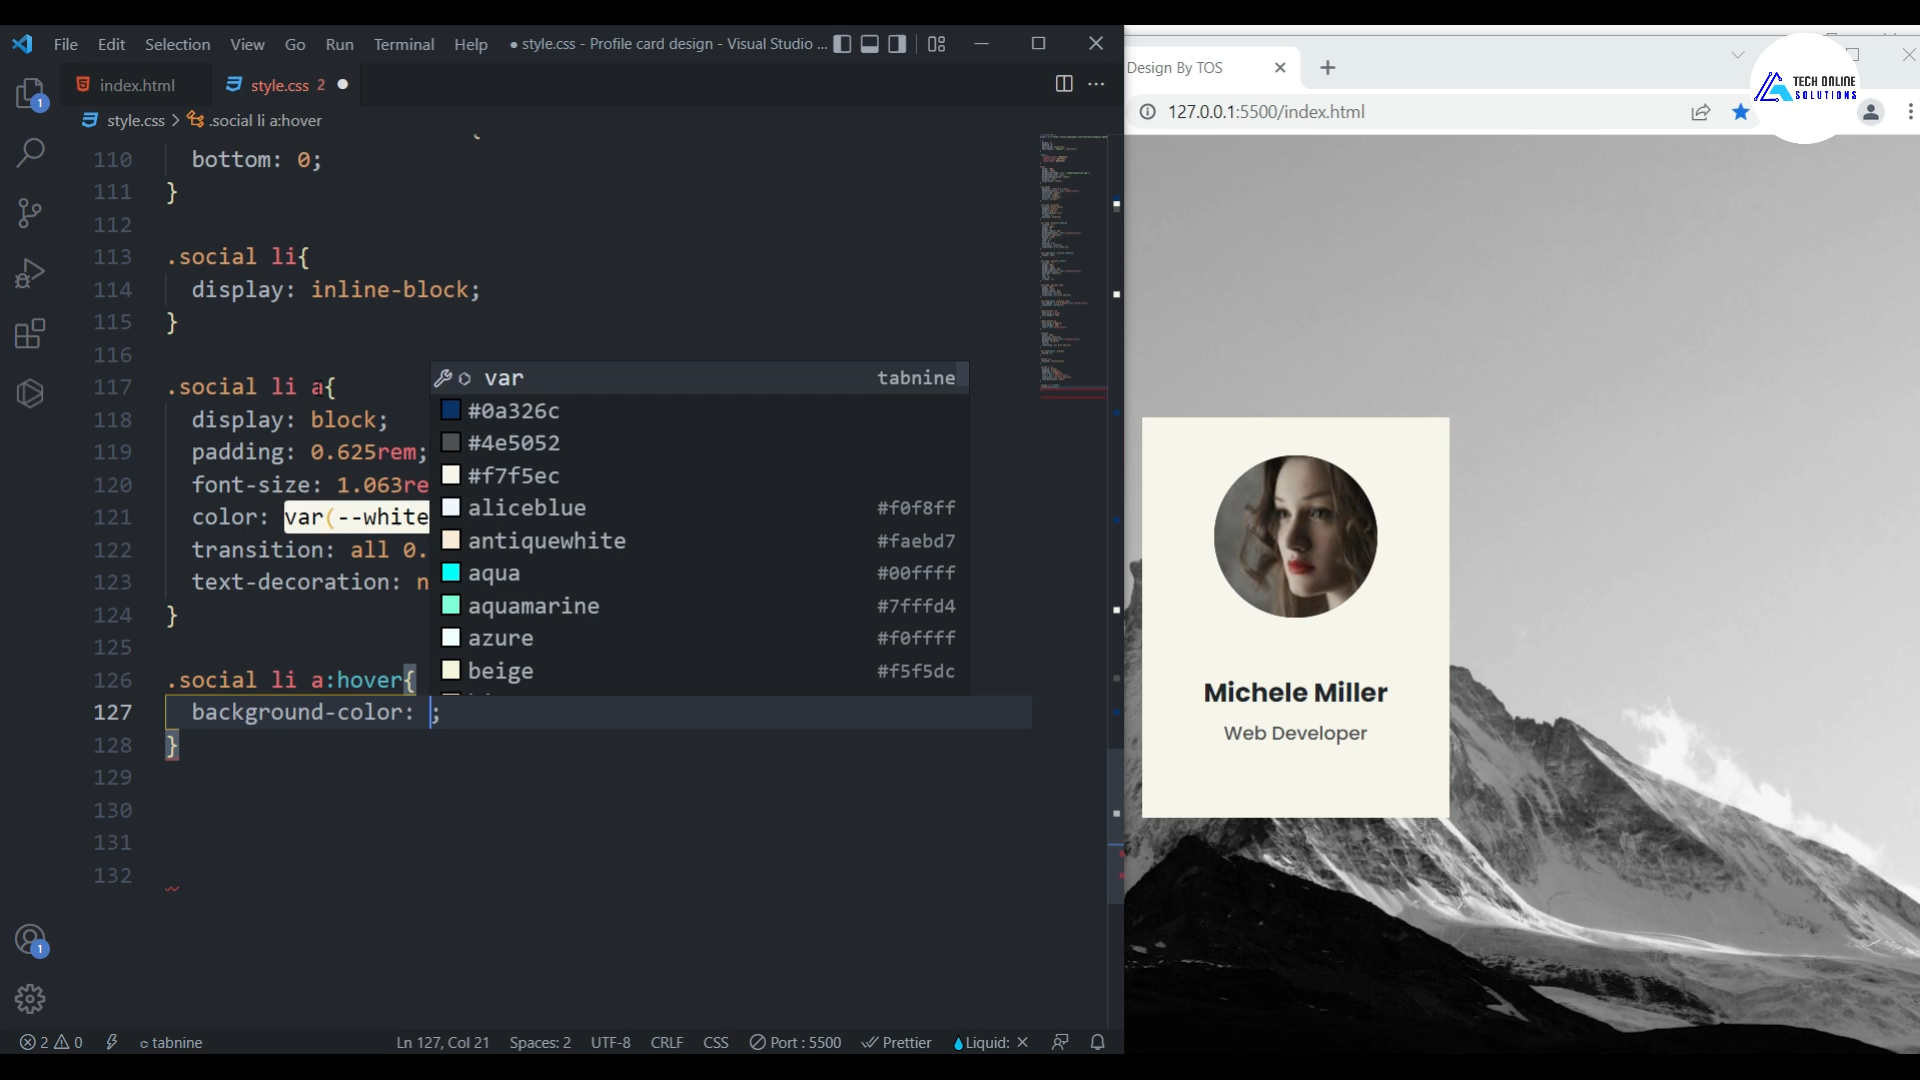 File Edit Selection View Go Run Terminal Help ● style.css - Profile card design - Visual Studio ...
index.html
style.css 2
style.css > .social li a:hover
110 bottom: 0;
111 }
112
113 .social li{
114 display: inline-block;
115 }
116
117 .social li a{
118 display: block;
119 padding: 0.625rem;
120 font-size: 1.063re
121 color: var(--white
122 transition: all 0.
123 text-decoration: n
124 }
125
126 .social li a:hover{
127 background-color: ;
128 }
129
130
131
132
var tabnine
#0a326c
#4e5052
#f7f5ec
aliceblue #f0f8ff
antiquewhite #faebd7
aqua #00ffff
aquamarine #7fffd4
azure #f0ffff
beige #f5f5dc
1
1
2 0 tabnine Ln 127, Col 21 Spaces: 2 UTF-8 CRLF CSS Port : 5500 Prettier Liquid: ✕
Design By TOS
127.0.0.1:5500/index.html
TECH ONLINE
SOLUTIONS
Michele Miller
Web Developer